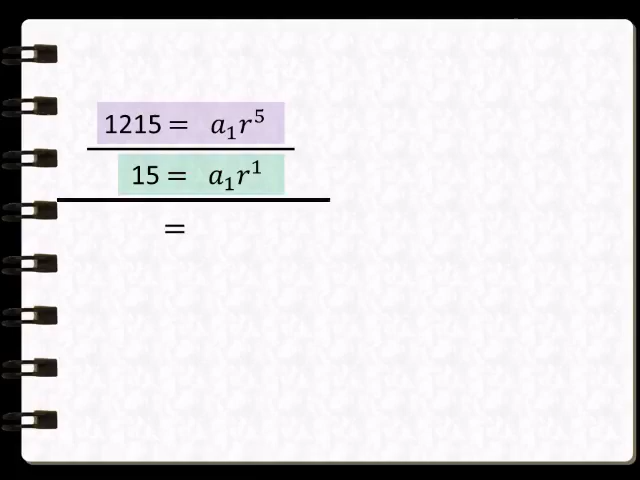 1215 = a₁r⁵
15 = a₁r¹
=